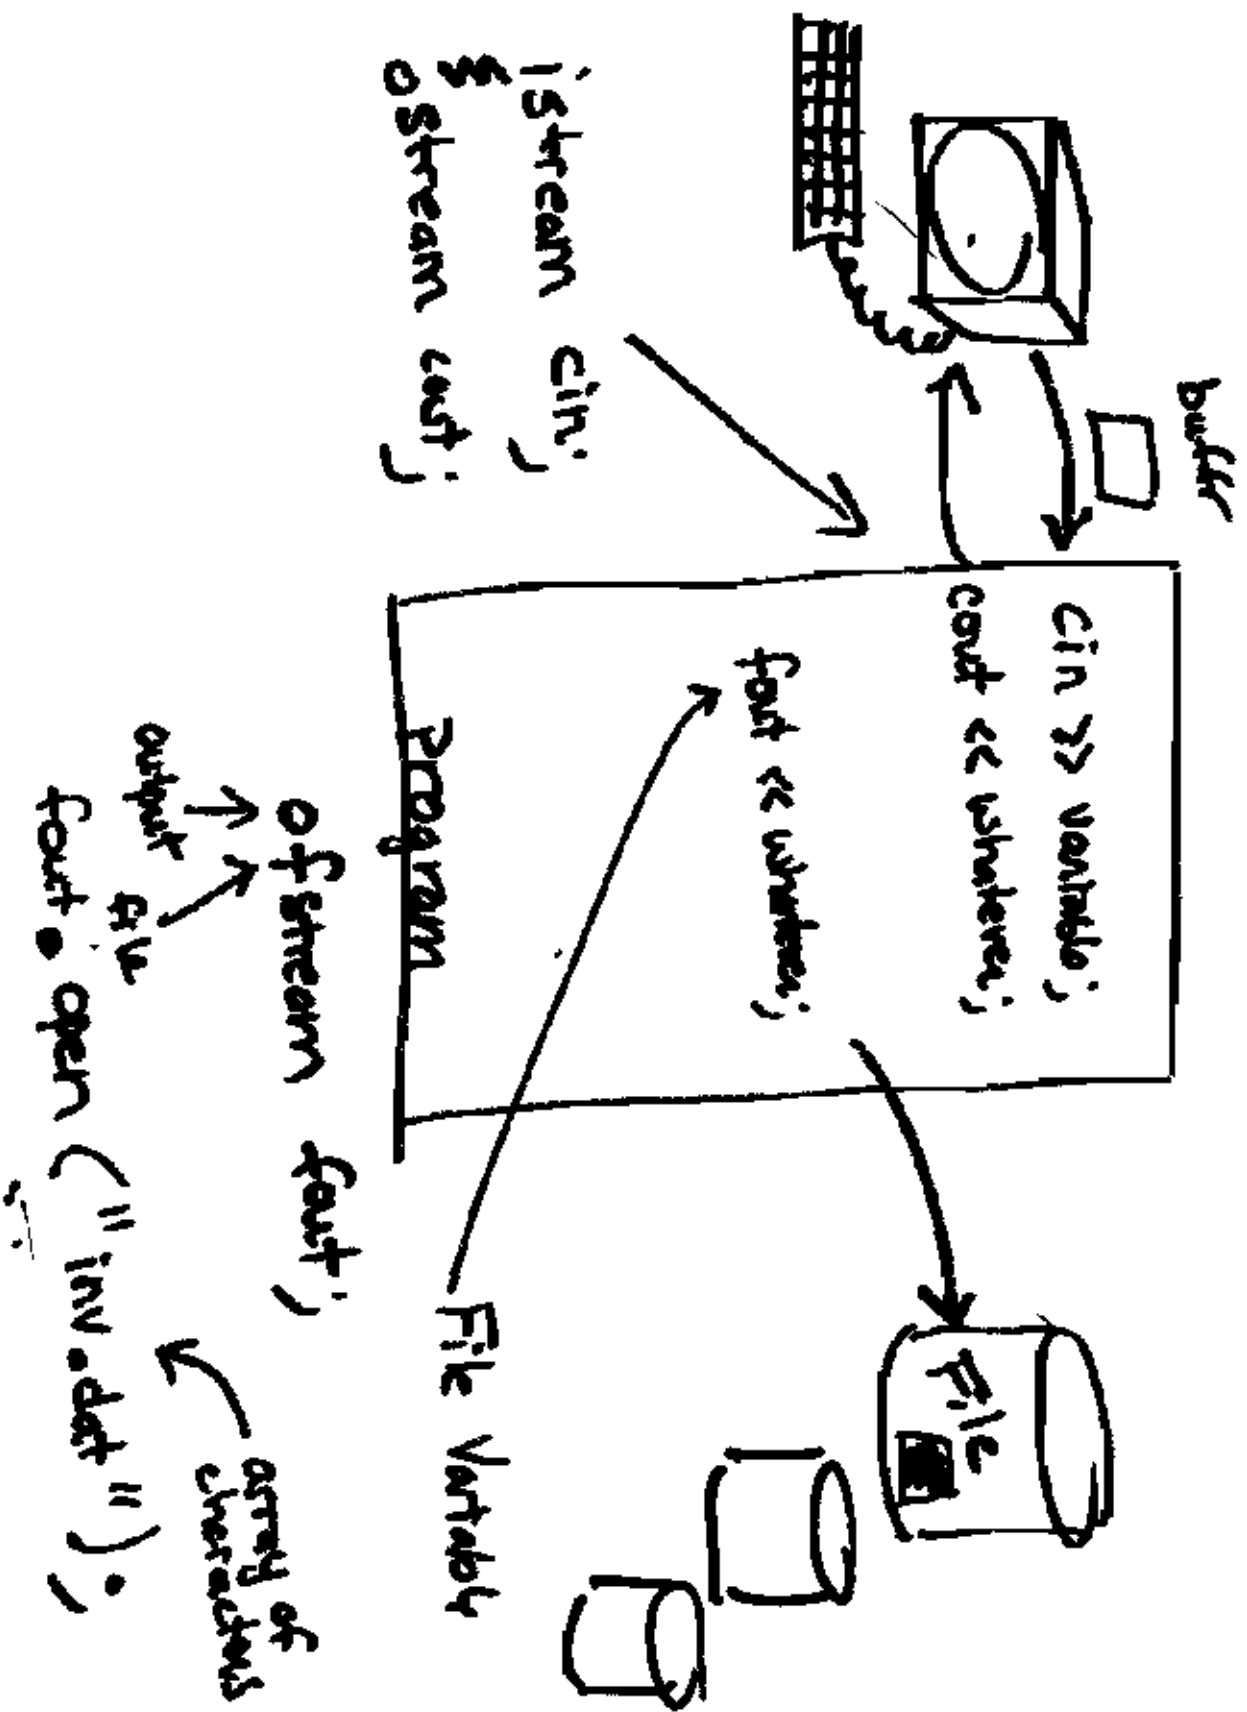 buffr
cin >> variable;
cout << whatever;
fout << whatever;
Program
istream cin;
ostream cout;
File
File Variable
ofstream fout;
output
file
array of
characters
fout.open ("inv.dat");